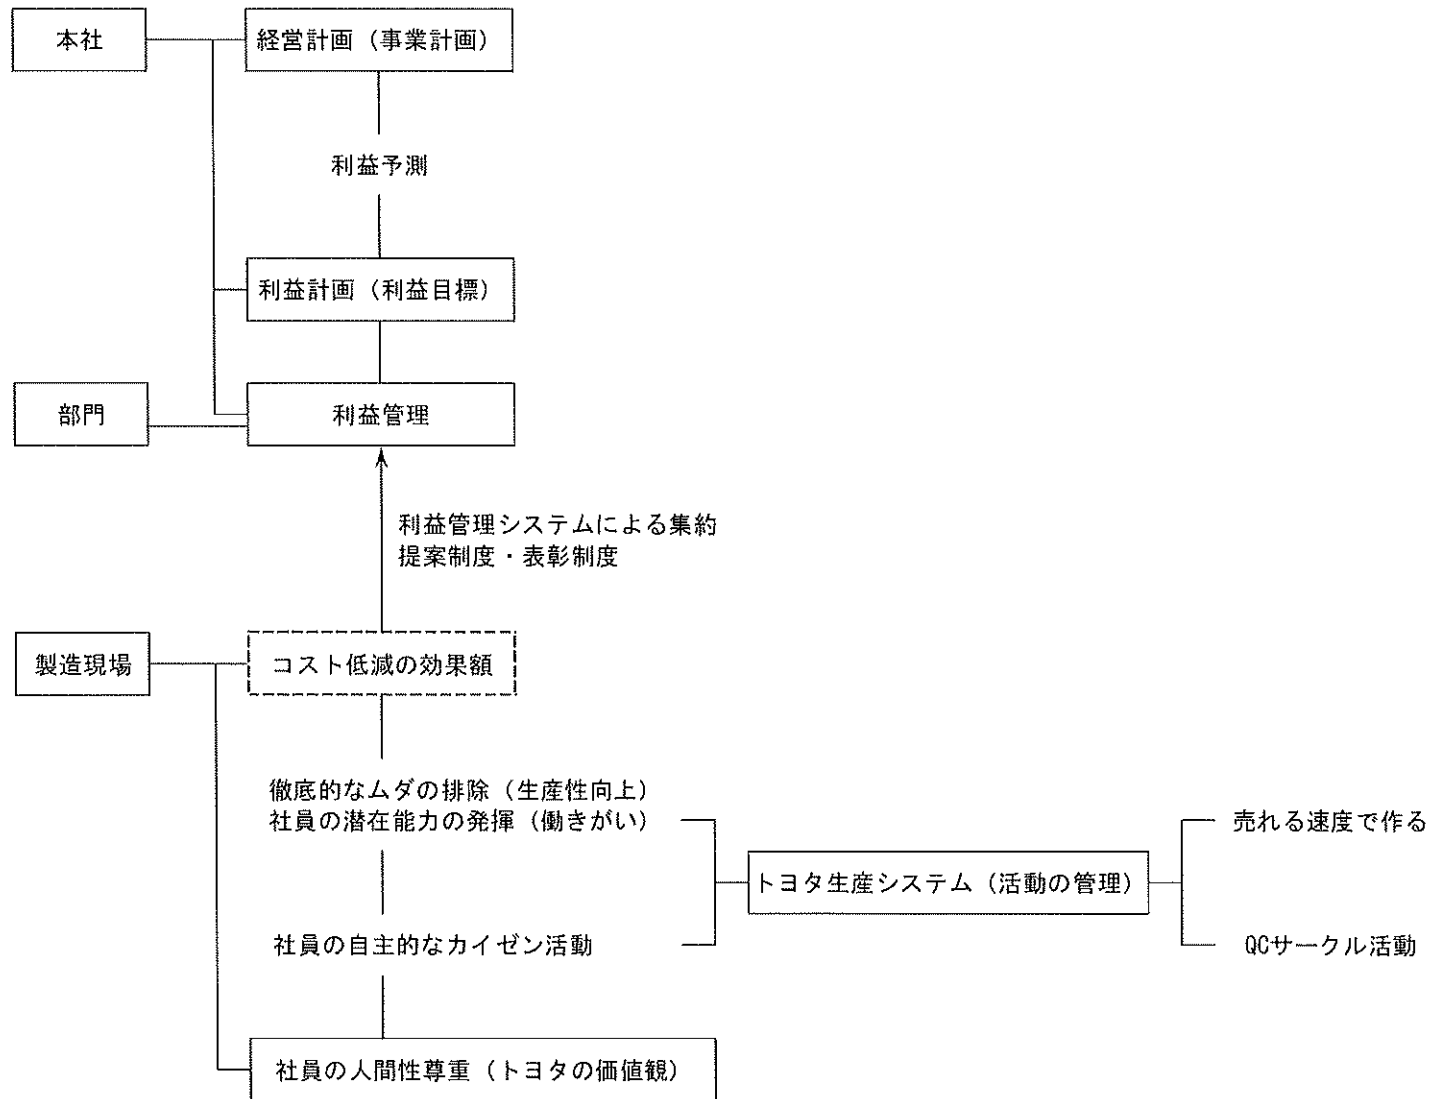 本社
経営計画（事業計画）
利益予測
利益計画（利益目標）
部門
利益管理
利益管理システムによる集約
提案制度・表彰制度
製造現場
コスト低減の効果額
徹底的なムダの排除（生産性向上）
社員の潜在能力の発揮（働きがい）
売れる速度で作る
トヨタ生産システム（活動の管理）
社員の自主的なカイゼン活動
QCサークル活動
社員の人間性尊重（トヨタの価値観）